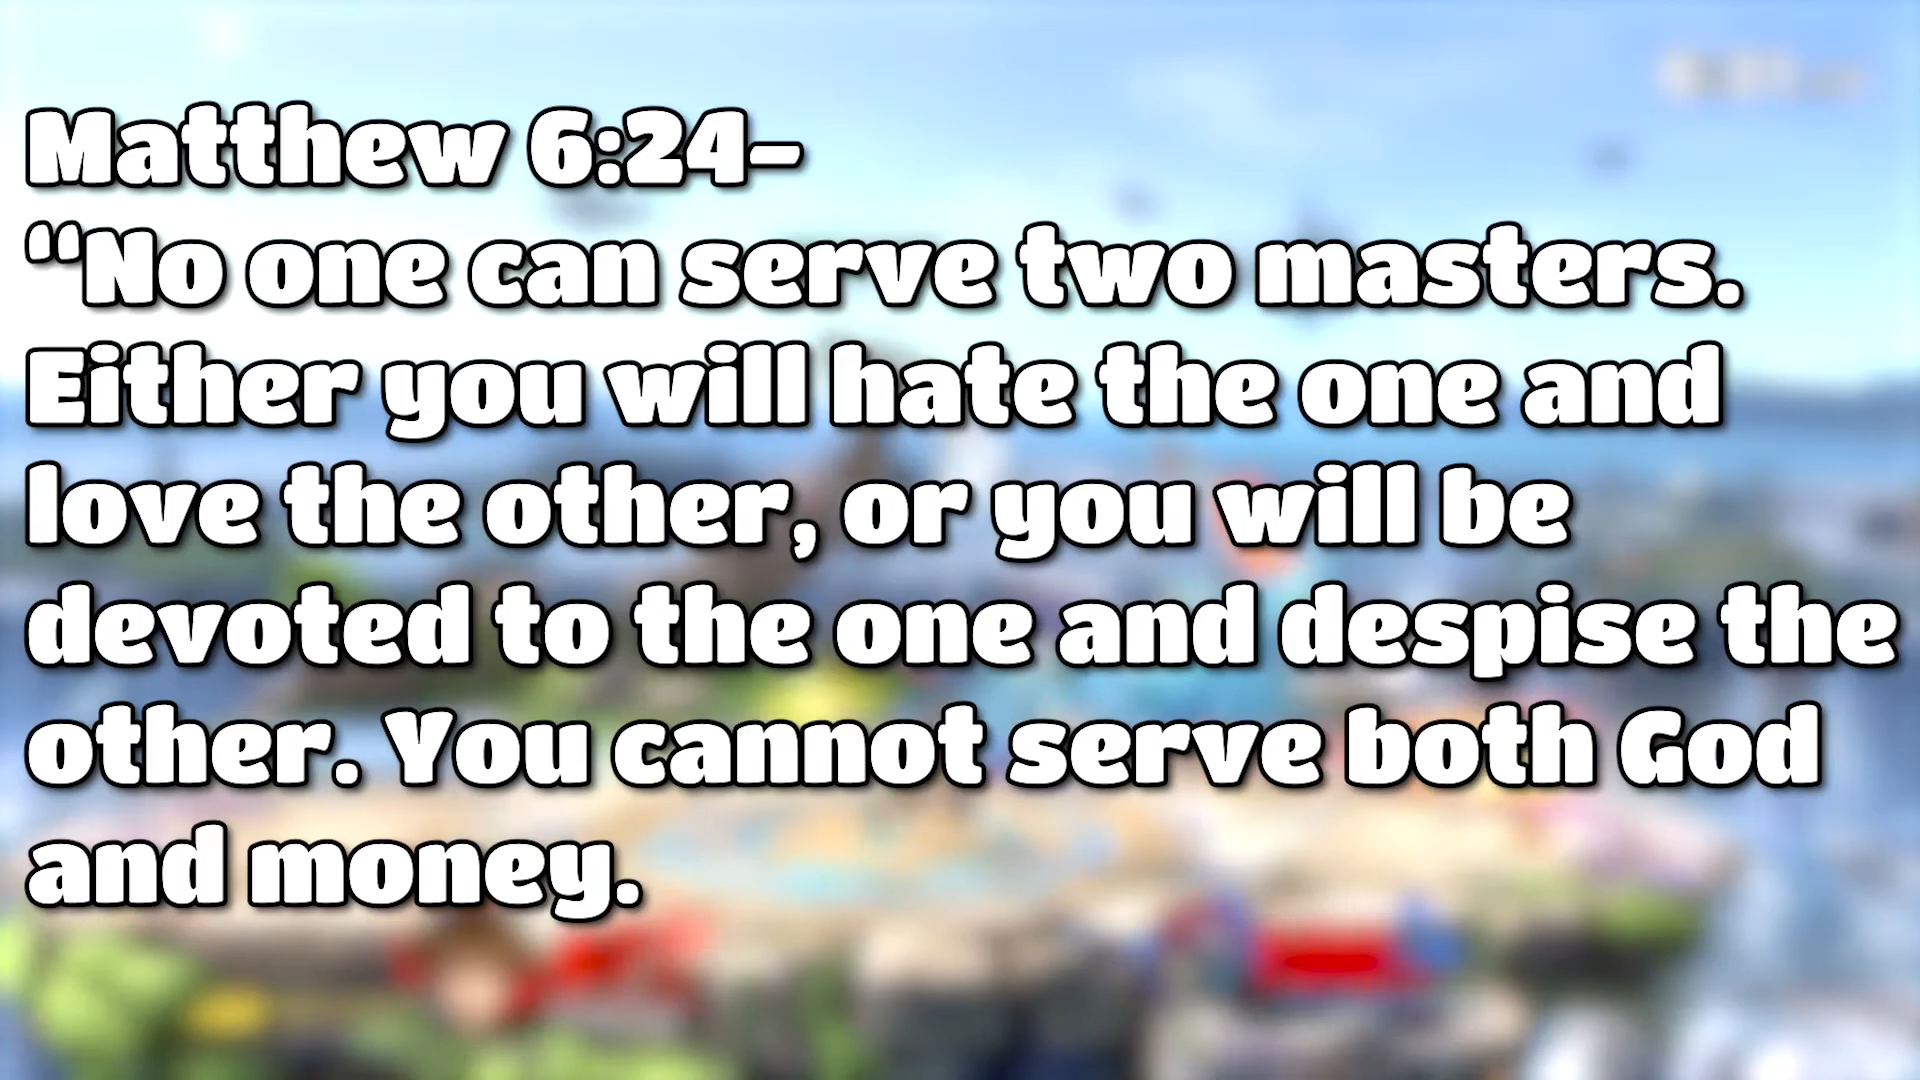 Matthew 6:24-
“No one can serve two masters.
Either you will hate the one and
love the other, or you will be
devoted to the one and despise the
other. You cannot serve both God
and money.